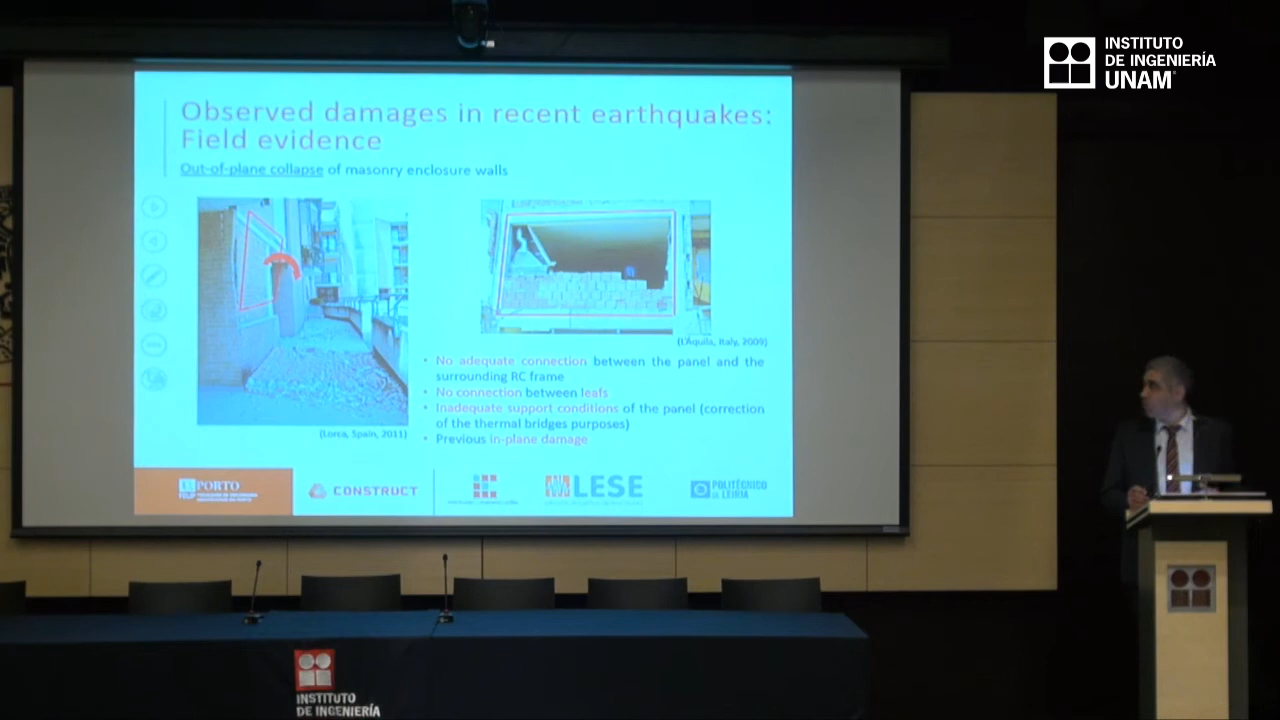 INSTITUTO
DE INGENIERÍA
UNAM
Observed damages in recent earthquakes:
Field evidence
Out-of-plane collapse of masonry enclosure walls
(L'Aquila, Italy, 2009)
• No adequate connection between the panel and the
surrounding RC frame
• No connection between leafs
• Inadequate support conditions of the panel (correction
of the thermal bridges purposes)
• Previous in-plane damage
(Lorca, Spain, 2011)
U.PORTO
CONSTRUCT
LESE
POLITÉCNICO
DE LEIRIA
INSTITUTO
DE INGENIERÍA